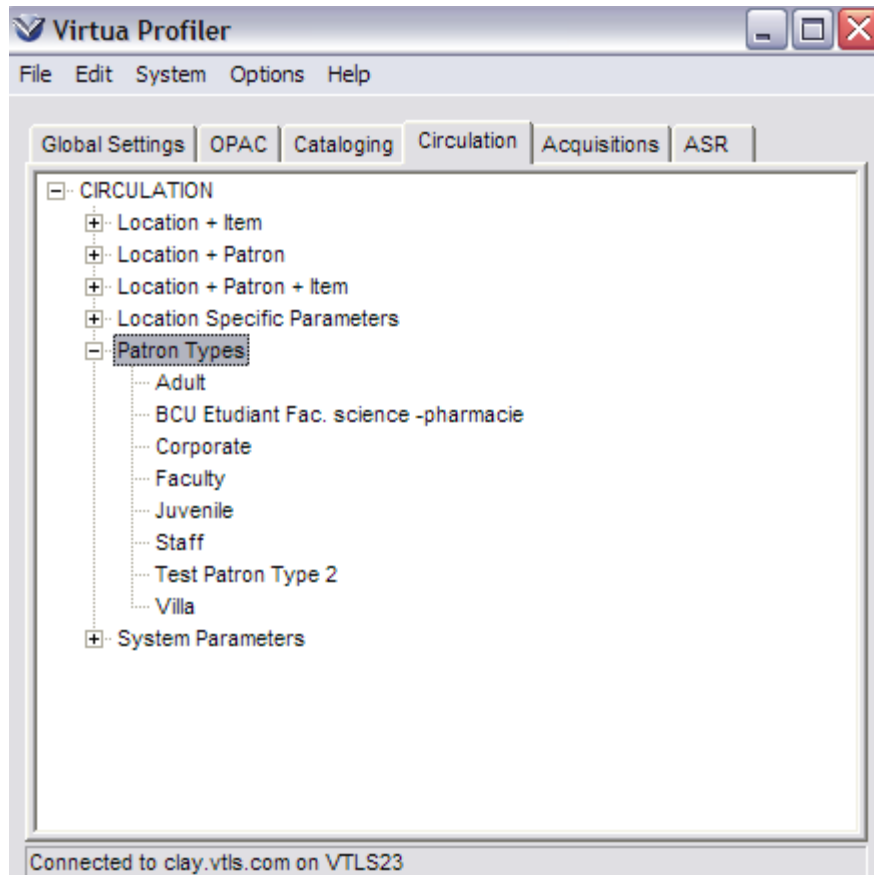 Virtua Profiler
File Edit System Options Help
Global Settings OPAC Cataloging Circulation Acquisitions ASR
CIRCULATION
Location + Item
Location + Patron
Location + Patron + Item
Location Specific Parameters
Patron Types
Adult
BCU Etudiant Fac. science -pharmacie
Corporate
Faculty
Juvenile
Staff
Test Patron Type 2
Villa
System Parameters
Connected to clay.vtls.com on VTLS23